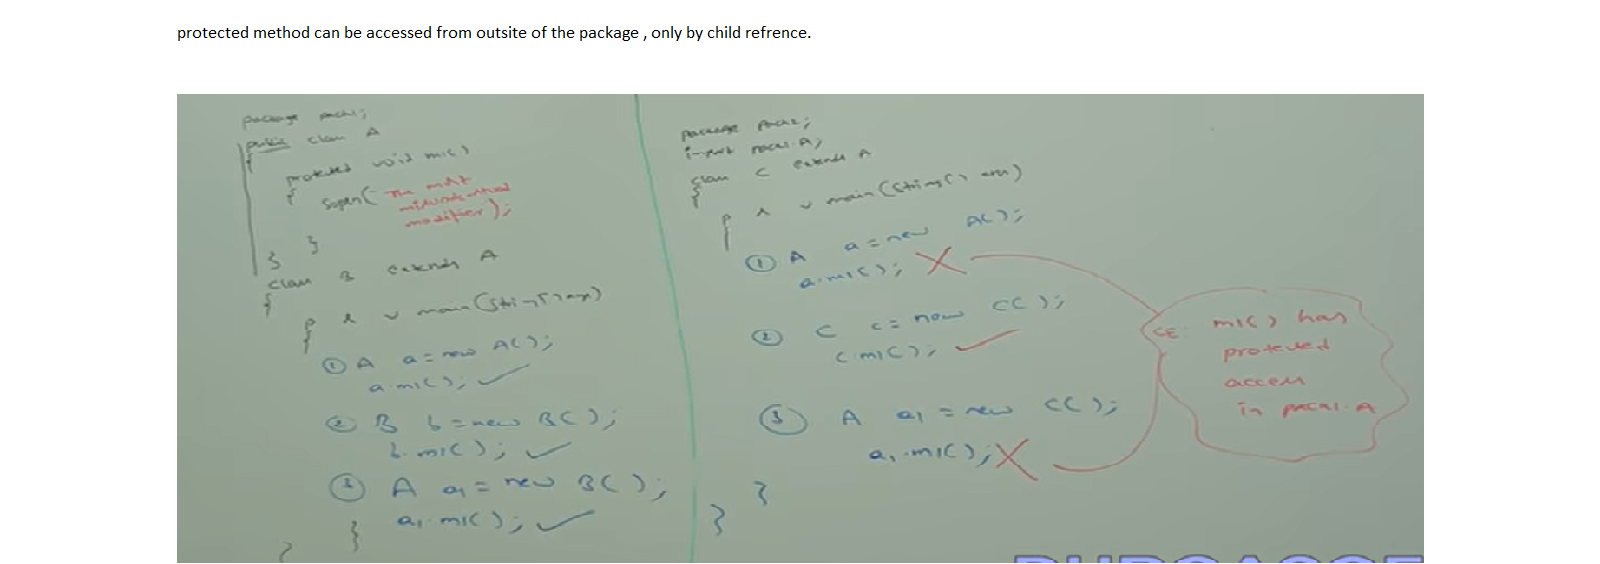 protected method can be accessed from outsite of the package , only by child refrence.
package pack1;
public class A
{
protected void m1()
{
Sopln("The most
misunderstood
modifier");
}
}
class B extends A
{
p s v main(String[] args)
{
① A a = new A();
a.m1(); ✓
② B b = new B();
b.m1(); ✓
③ A a1 = new B();
a1.m1(); ✓
}
}
package pack2;
import pack1.A;
class C extends A
{
p s v main(String[] args)
{
① A a = new A();
a.m1(); X
② C c = new C();
c.m1(); ✓
③ A a1 = new C();
a1.m1(); X
}
}
CE: m1() has
protected
access
in pack1.A